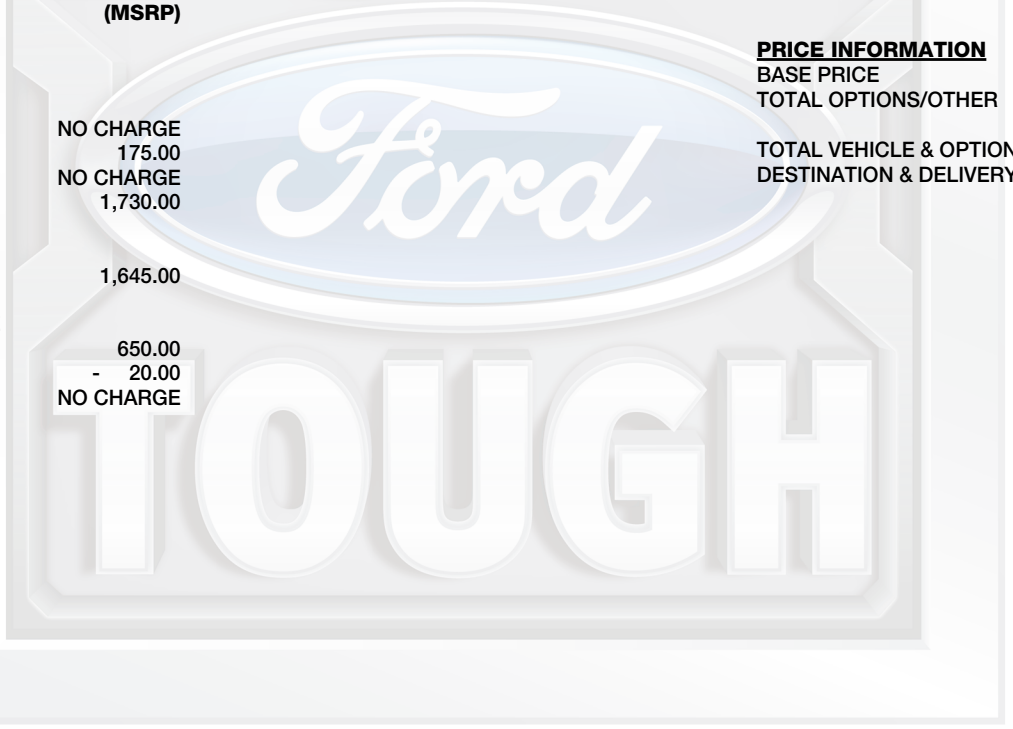 (MSRP)
NO CHARGE
175.00
NO CHARGE
1,730.00
1,645.00
650.00
- 20.00
NO CHARGE
PRICE INFORMATION
BASE PRICE
TOTAL OPTIONS/OTHER
TOTAL VEHICLE & OPTION
DESTINATION & DELIVERY
Ford
TOUGH